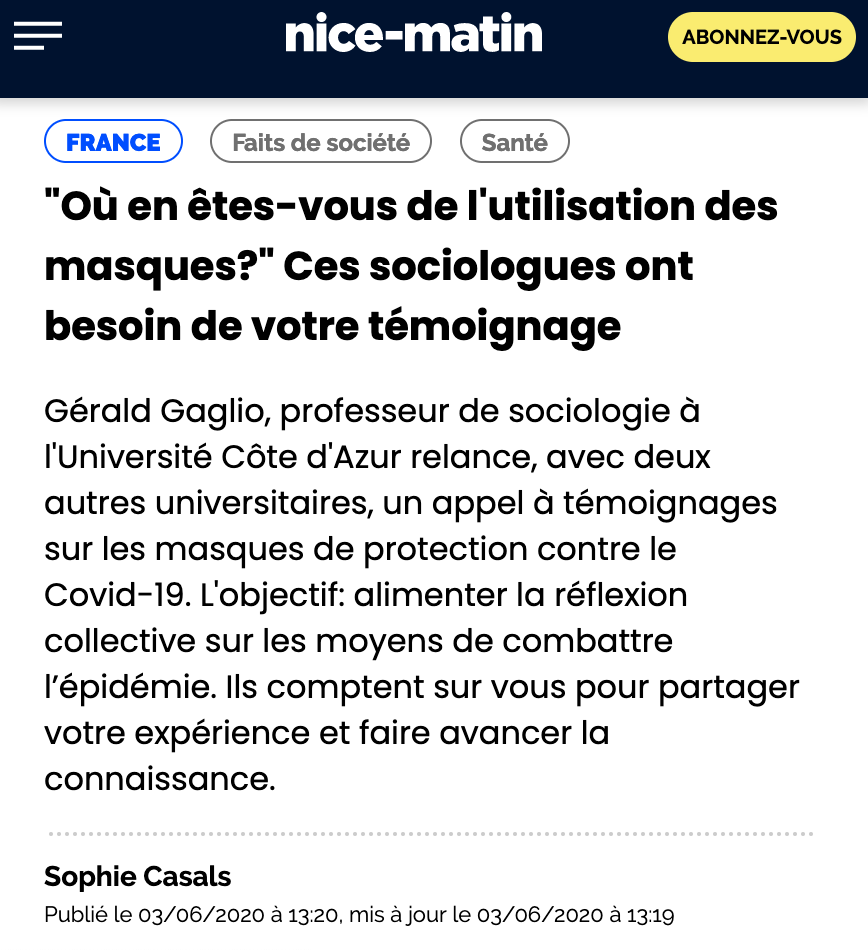 nice-matin
ABONNEZ-VOUS
FRANCE
Faits de société
Santé
"Où en êtes-vous de l'utilisation des
masques?" Ces sociologues ont
besoin de votre témoignage
Gérald Gaglio, professeur de sociologie à
l'Université Côte d'Azur relance, avec deux
autres universitaires, un appel à témoignages
sur les masques de protection contre le
Covid-19. L'objectif: alimenter la réflexion
collective sur les moyens de combattre
l’épidémie. Ils comptent sur vous pour partager
votre expérience et faire avancer la
connaissance.
Sophie Casals
Publié le 03/06/2020 à 13:20, mis à jour le 03/06/2020 à 13:19